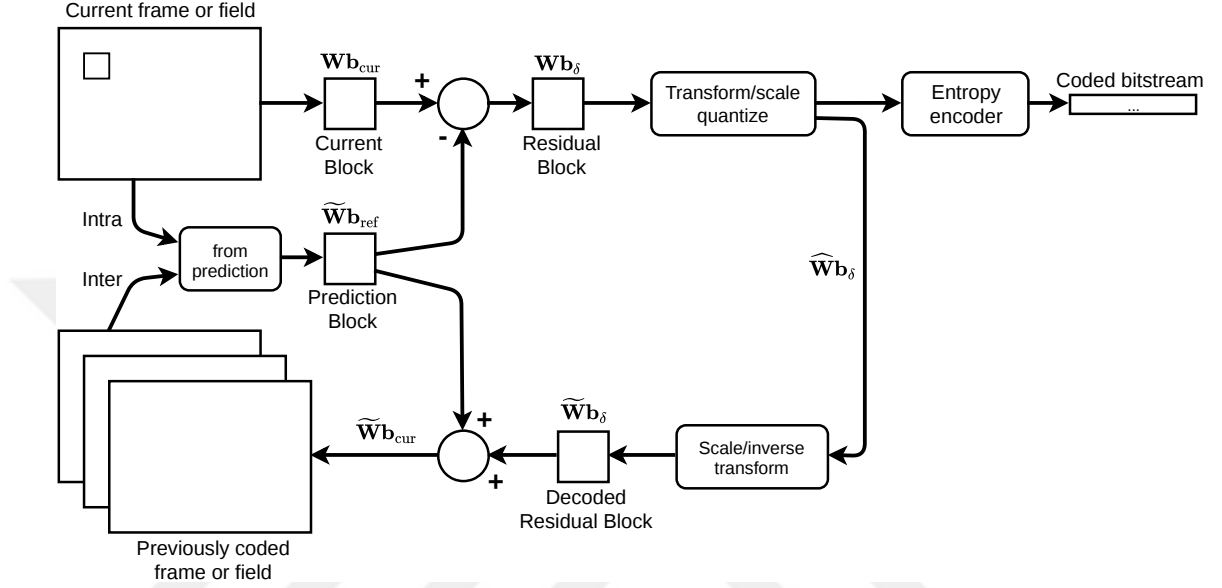 Current frame or field
𝐖𝐛cur
+
𝐖𝐛δ
-
Current
Block
Residual
Block
Transform/scale
quantize
Entropy
encoder
Coded bitstream
...
Intra
Inter
from
prediction
W̃𝐛ref
Prediction
Block
Ŵ𝐛δ
W̃𝐛cur
+
+
W̃𝐛δ
Decoded
Residual Block
Scale/inverse
transform
Previously coded
frame or field